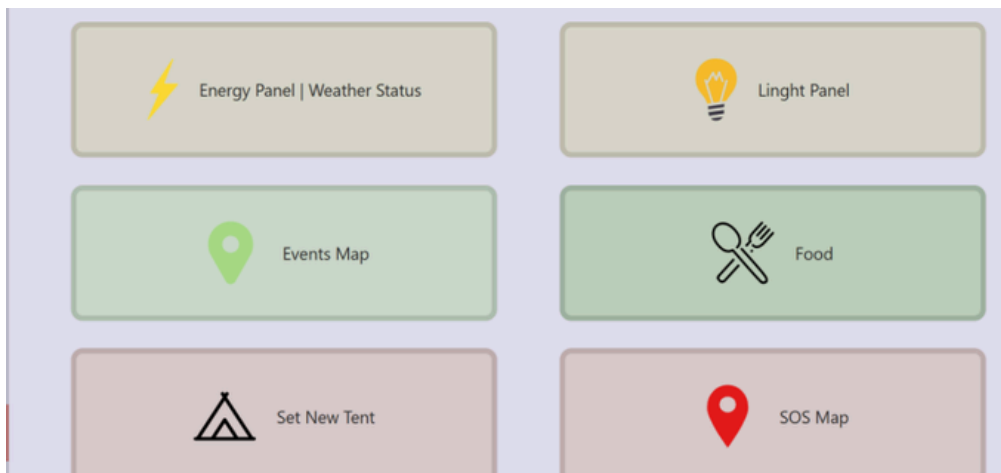 Energy Panel | Weather Status
Linght Panel
Events Map
Food
Set New Tent
SOS Map